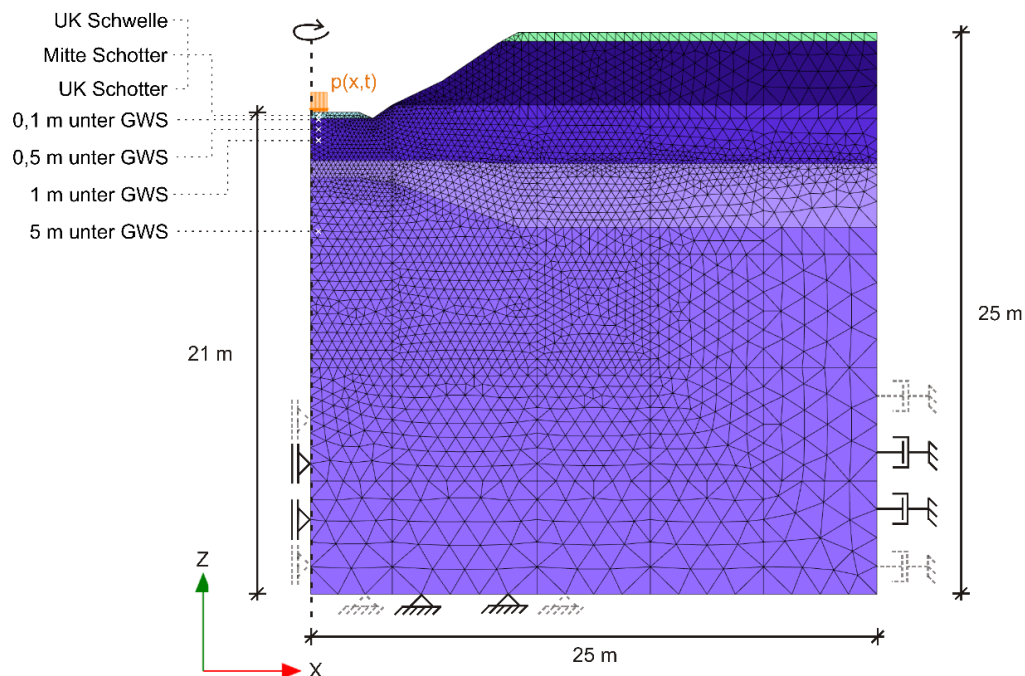 UK Schwelle
Mitte Schotter
UK Schotter
p(x,t)
0,1 m unter GWS
0,5 m unter GWS
1 m unter GWS
5 m unter GWS
25 m
21 m
Z
X
25 m